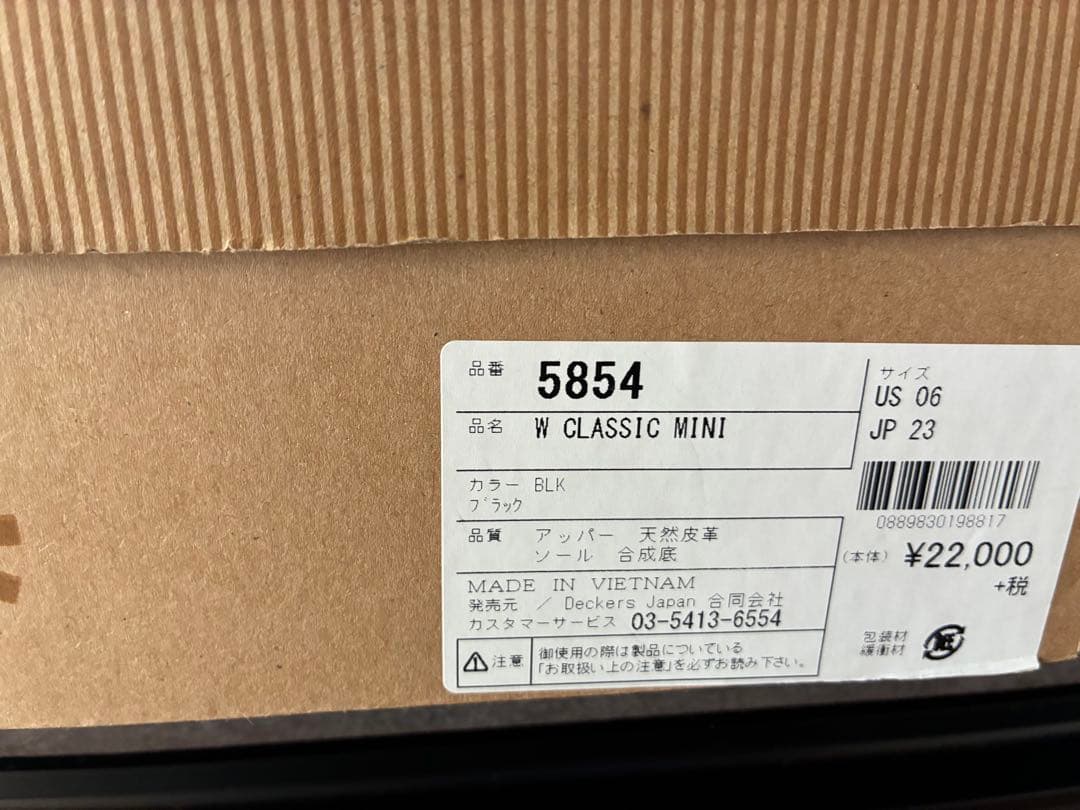 品番 5854
品名 W CLASSIC MINI
カラー BLK
ブラック
品質 アッパー 天然皮革
ソール 合成底
MADE IN VIETNAM
発売元 / Deckers Japan 合同会社
カスタマーサービス 03-5413-6554
注意
御使用の際は製品についている
「お取扱い上の注意」を必ずお読み下さい。
サイズ
US 06
JP 23
0889830198817
(本体) ¥22,000
+税
包装材
緩衝材